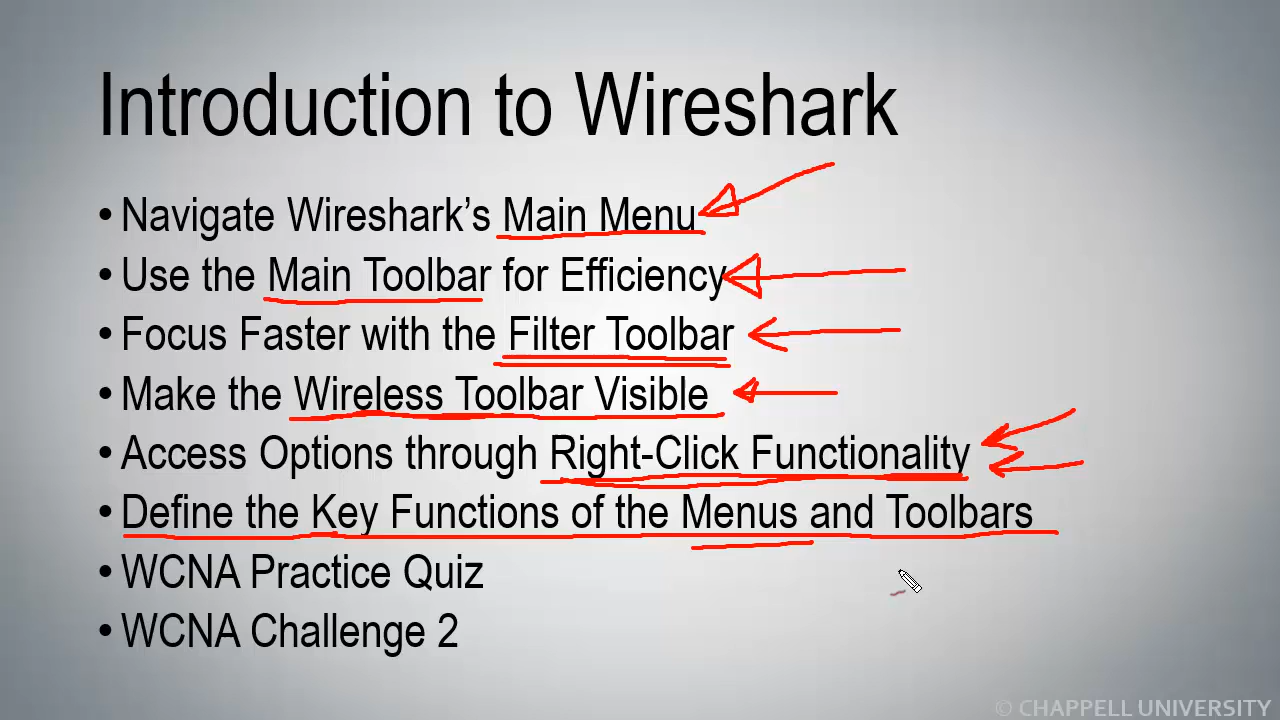 Introduction to Wireshark
• Navigate Wireshark’s Main Menu
• Use the Main Toolbar for Efficiency
• Focus Faster with the Filter Toolbar
• Make the Wireless Toolbar Visible
• Access Options through Right-Click Functionality
• Define the Key Functions of the Menus and Toolbars
• WCNA Practice Quiz
• WCNA Challenge 2
© CHAPPELL UNIVERSITY